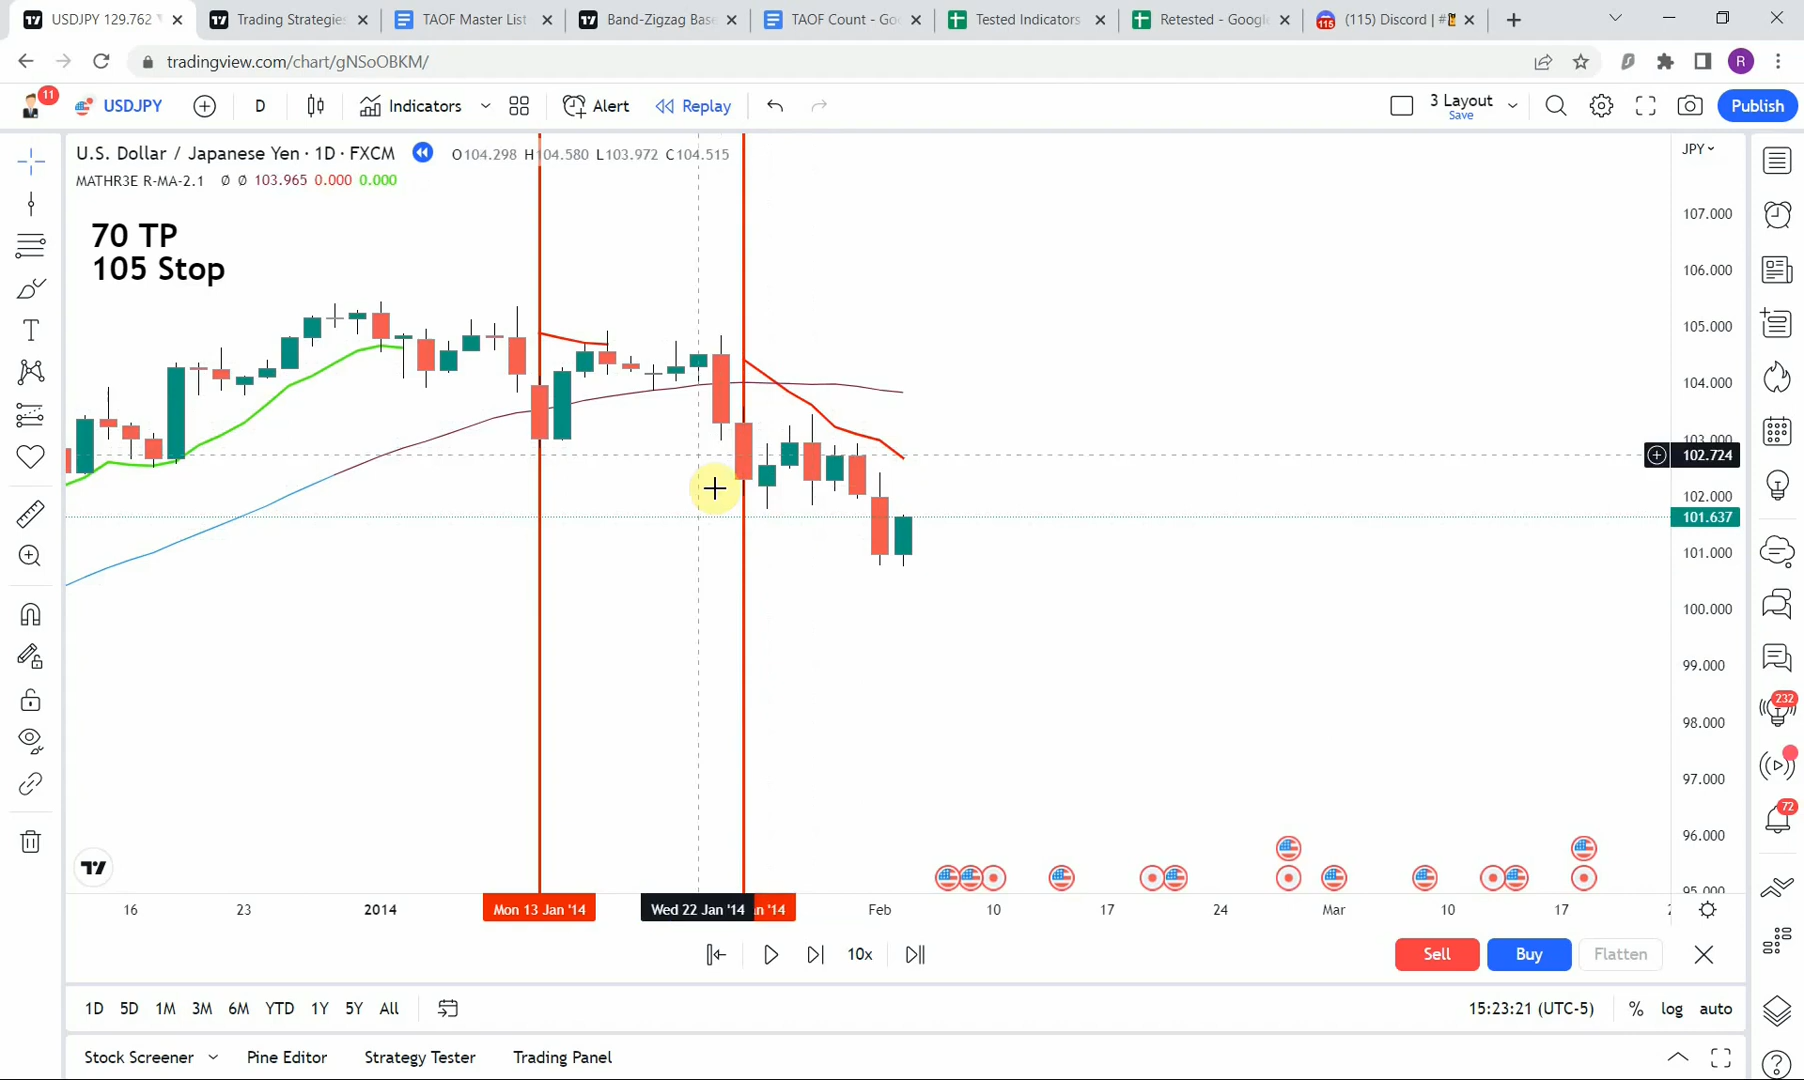 USDJPY 129.762
Trading Strategies
TAOF Master List
Band-Zigzag Base
TAOF Count - Go
Tested Indicators
Retested - Google
(115) Discord | #
tradingview.com/chart/gNSoOBKM/
R
11
USDJPY
D
Indicators
Alert
Replay
3 Layout
Save
Publish
U.S. Dollar / Japanese Yen · 1D · FXCM
O104.298 H104.580 L103.972 C104.515
JPY
MATHR3E R-MA-2.1 Ø Ø 103.965 0.000 0.000
70 TP
105 Stop
107.000
106.000
105.000
104.000
103.000
102.724
102.000
101.637
101.000
100.000
99.000
98.000
97.000
96.000
95.000
232
72
16
23
2014
Mon 13 Jan '14
Wed 22 Jan '14
n '14
Feb
10
17
24
Mar
10
17
2
10x
Sell
Buy
Flatten
1D 5D 1M 3M 6M YTD 1Y 5Y All
15:23:21 (UTC-5)
% log auto
Stock Screener
Pine Editor
Strategy Tester
Trading Panel